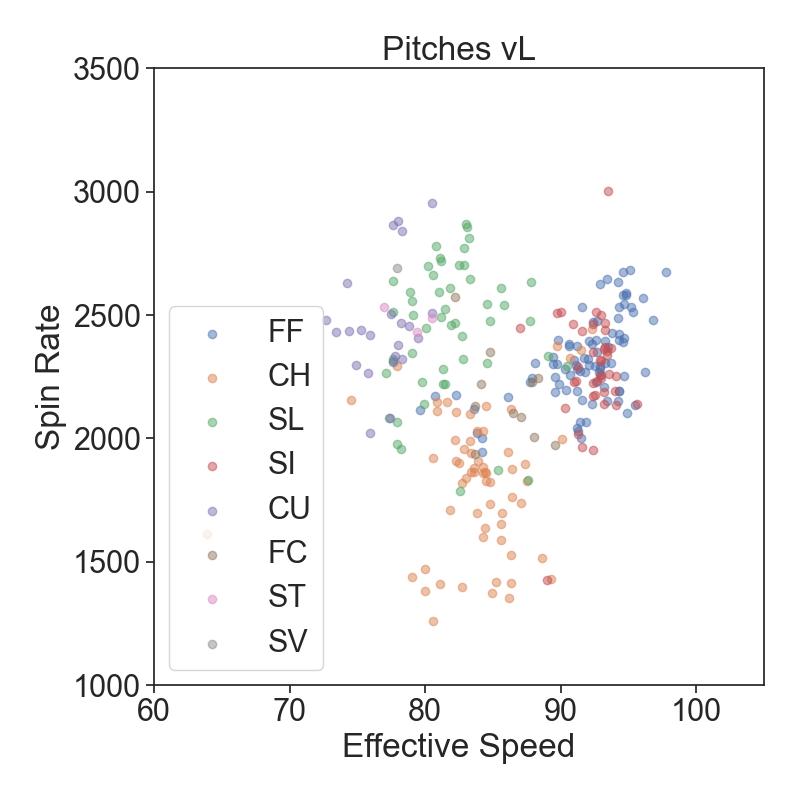 Pitches vL
3500
3000
2500
2000
1500
1000
Spin Rate
FF
CH
SL
SI
CU
FC
ST
SV
60
70
80
90
100
Effective Speed